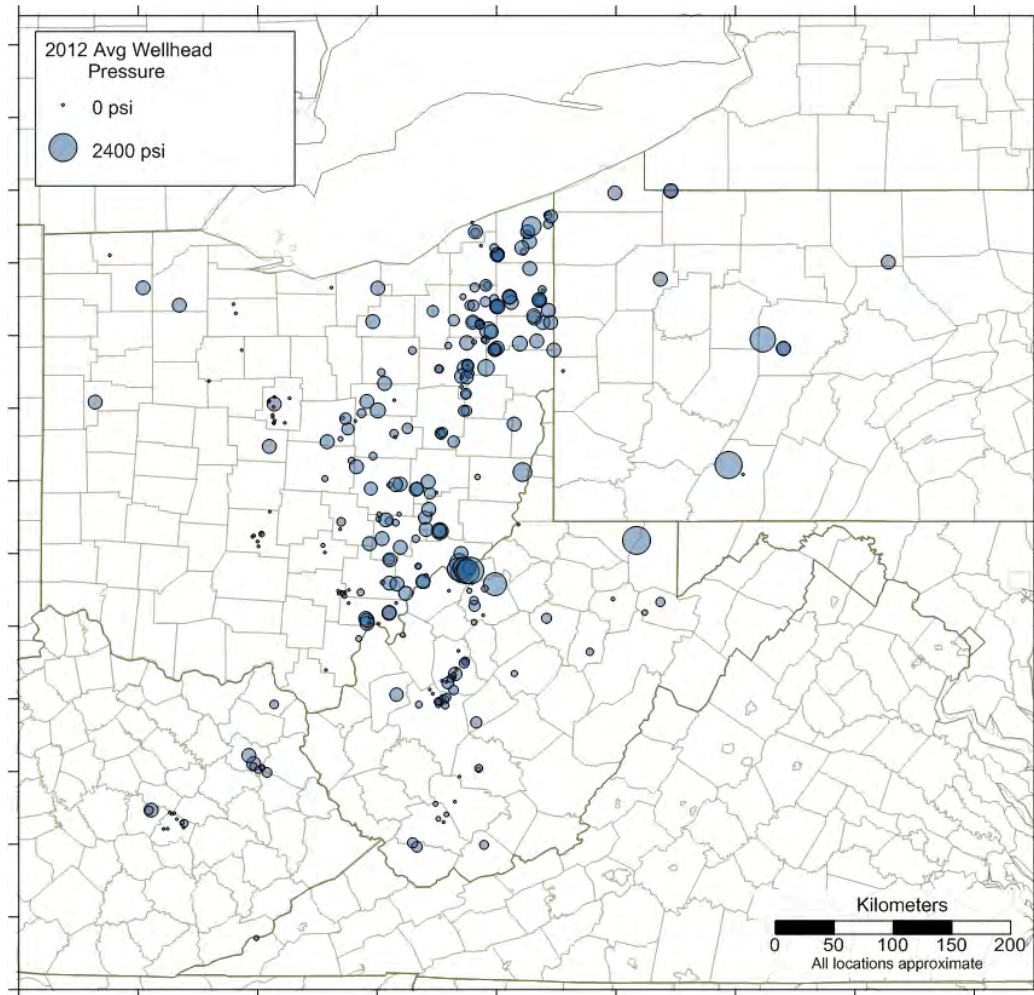 2012 Avg Wellhead
Pressure
0 psi
2400 psi
Kilometers
0 50 100 150 200
All locations approximate